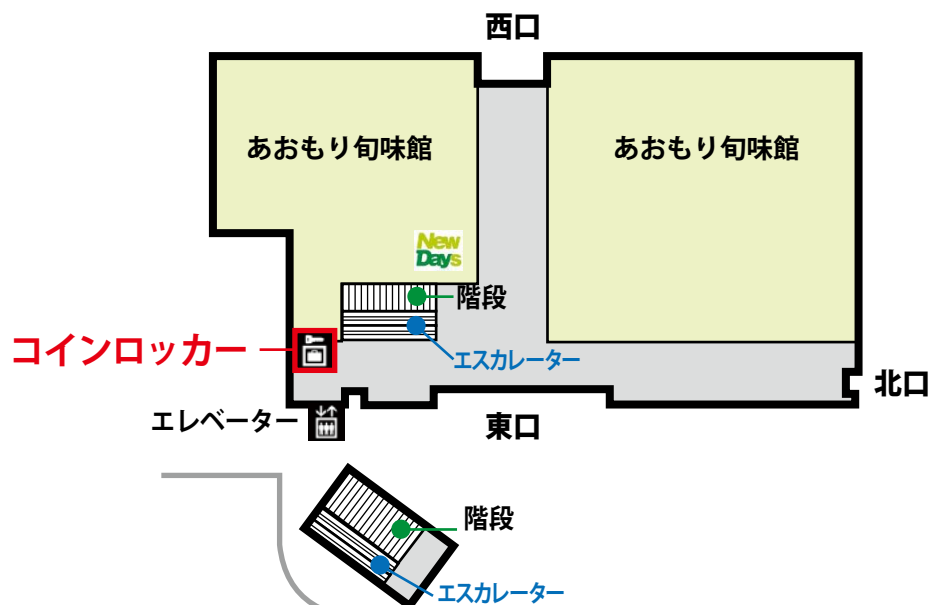 西口
あおもり旬味館
あおもり旬味館
New
Days
階段
コインロッカー
エスカレーター
北口
エレベーター
東口
階段
エスカレーター